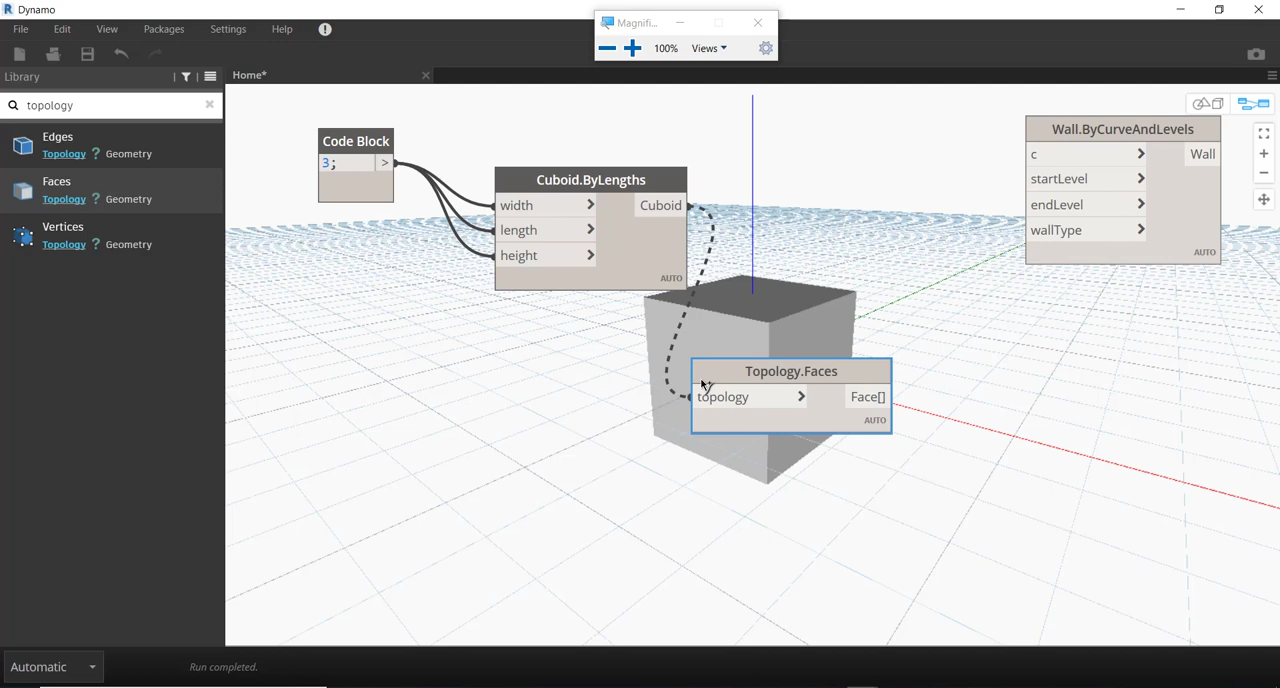 Dynamo
File Edit View Packages Settings Help
Magnifi...
100% Views
Library
Home*
topology
Edges
Topology ? Geometry
Faces
Topology ? Geometry
Vertices
Topology ? Geometry
Code Block
3; >
Cuboid.ByLengths
width > Cuboid
length >
height >
AUTO
Wall.ByCurveAndLevels
c > Wall
startLevel >
endLevel >
wallType >
AUTO
Topology.Faces
topology > Face[]
AUTO
Automatic
Run completed.